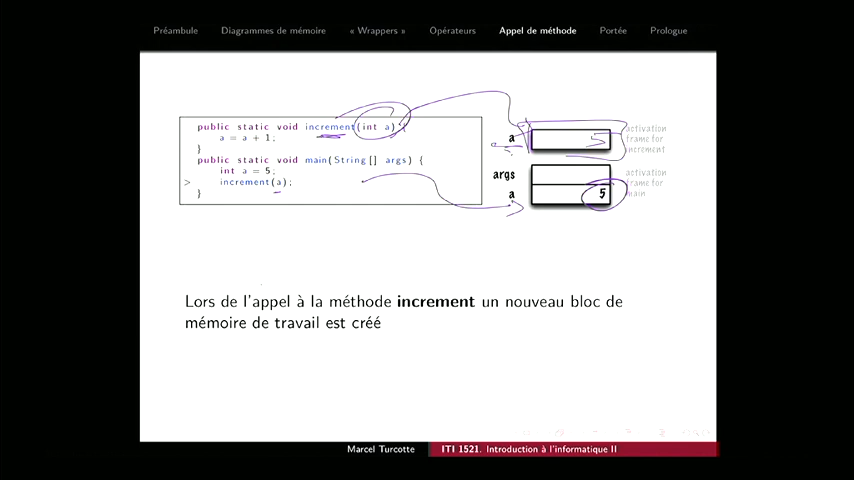 Préambule Diagrammes de mémoire « Wrappers » Opérateurs Appel de méthode Portée Prologue
public static void increment(int a) {
a = a + 1;
}
public static void main(String[] args) {
int a = 5;
> increment(a);
}
a 5 activation frame for increment
args activation frame for main
a 5
Lors de l'appel à la méthode increment un nouveau bloc de
mémoire de travail est créé
Marcel Turcotte ITI 1521. Introduction à l'informatique II